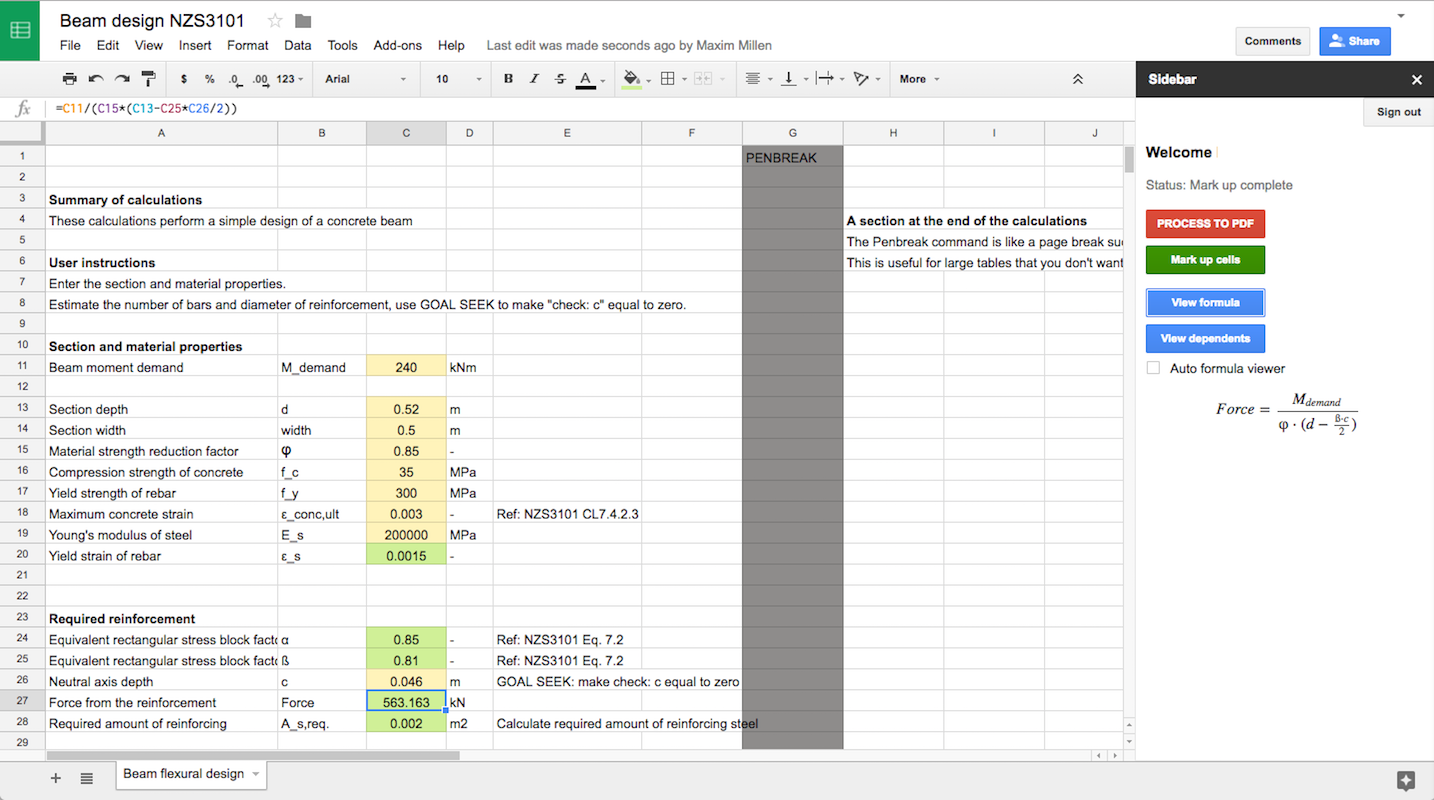 Beam design NZS3101
File Edit View Insert Format Data Tools Add-ons Help Last edit was made seconds ago by Maxim Millen
Comments Share
$ % .0 .00 123 Arial 10 B I S A More
fx =C11/(C15*(C13-C25*C26/2))
Sidebar
Sign out
Welcome
Status: Mark up complete
PROCESS TO PDF
Mark up cells
View formula
View dependents
Auto formula viewer
Force = M_demand / φ · (d − ß·c / 2)
A B C D E F G H I J
1 PENBREAK
2
3 Summary of calculations
4 These calculations perform a simple design of a concrete beam A section at the end of the calculations
5 The Penbreak command is like a page break su
6 User instructions This is useful for large tables that you don't want
7 Enter the section and material properties.
8 Estimate the number of bars and diameter of reinforcement, use GOAL SEEK to make "check: c" equal to zero.
9
10 Section and material properties
11 Beam moment demand M_demand 240 kNm
12
13 Section depth d 0.52 m
14 Section width width 0.5 m
15 Material strength reduction factor φ 0.85 -
16 Compression strength of concrete f_c 35 MPa
17 Yield strength of rebar f_y 300 MPa
18 Maximum concrete strain ε_conc,ult 0.003 - Ref: NZS3101 CL7.4.2.3
19 Young's modulus of steel E_s 200000 MPa
20 Yield strain of rebar ε_s 0.0015 -
21
22
23 Required reinforcement
24 Equivalent rectangular stress block facto α 0.85 - Ref: NZS3101 Eq. 7.2
25 Equivalent rectangular stress block facto ß 0.81 - Ref: NZS3101 Eq. 7.2
26 Neutral axis depth c 0.046 m GOAL SEEK: make check: c equal to zero
27 Force from the reinforcement Force 563.163 kN
28 Required amount of reinforcing A_s,req. 0.002 m2 Calculate required amount of reinforcing steel
29
Beam flexural design